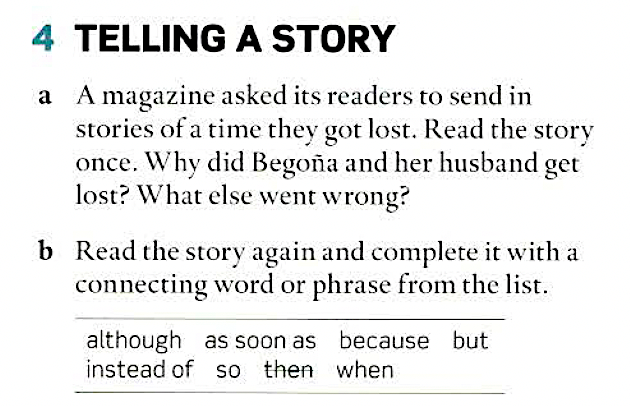 4 TELLING A STORY
a A magazine asked its readers to send in
stories of a time they got lost. Read the story
once. Why did Begoña and her husband get
lost? What else went wrong?
b Read the story again and complete it with a
connecting word or phrase from the list.
although as soon as because but
instead of so then when